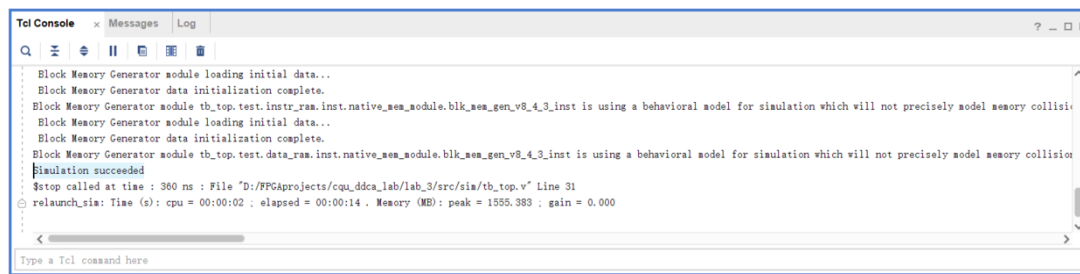 Tcl Console × Messages Log
? _
Block Memory Generator module loading initial data...
Block Memory Generator data initialization complete.
Block Memory Generator module tb_top.test.instr_ram.inst.native_mem_module.blk_mem_gen_v8_4_3_inst is using a behavioral model for simulation which will not precisely model memory collisi
Block Memory Generator module loading initial data...
Block Memory Generator data initialization complete.
Block Memory Generator module tb_top.test.data_ram.inst.native_mem_module.blk_mem_gen_v8_4_3_inst is using a behavioral model for simulation which will not precisely model memory collision
Simulation succeeded
$stop called at time : 360 ns : File "D:/FPGAprojects/cqu_ddca_lab/lab_3/src/sim/tb_top.v" Line 31
relaunch_sim: Time (s): cpu = 00:00:02 ; elapsed = 00:00:14 . Memory (MB): peak = 1555.383 ; gain = 0.000
Type a Tcl command here